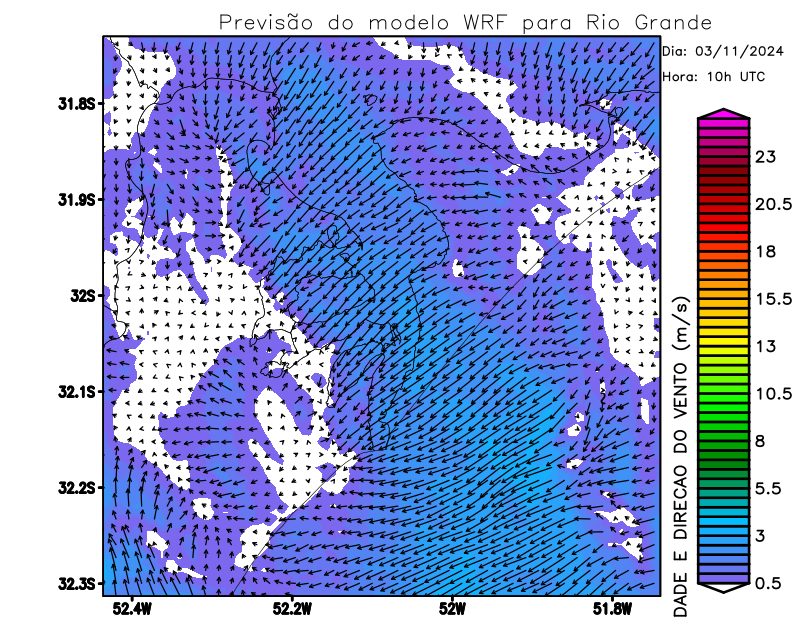 Previsão do modelo WRF para Rio Grande
Dia: 03/11/2024
Hora: 10h UTC
31.8S
31.9S
32S
32.1S
32.2S
32.3S
52.4W
52.2W
52W
51.8W
23
20.5
18
15.5
13
10.5
8
5.5
3
0.5
DADE E DIRECAO DO VENTO (m/s)